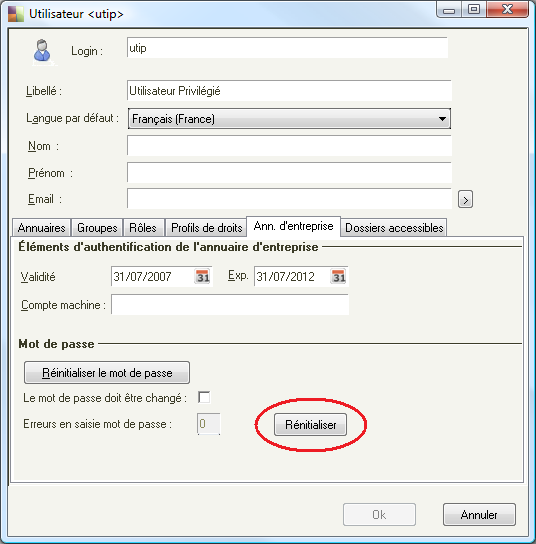 Utilisateur <utip>
Login : utip
Libellé : Utilisateur Privilégié
Langue par défaut : Français (France)
Nom :
Prénom :
Email : >
Annuaires Groupes Rôles Profils de droits Ann. d'entreprise Dossiers accessibles
Éléments d'authentification de l'annuaire d'entreprise
Validité 31/07/2007 31 Exp. 31/07/2012 31
Compte machine :
Mot de passe
Réinitialiser le mot de passe
Le mot de passe doit être changé :
Erreurs en saisie mot de passe : 0 Rénitialiser
Ok Annuler